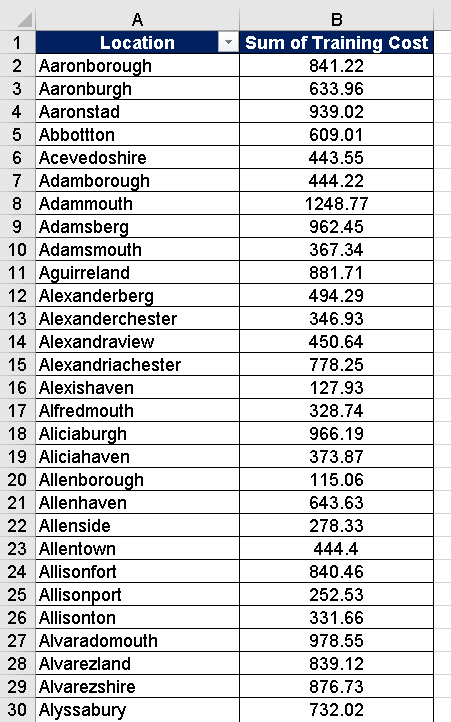 A B
1 Location Sum of Training Cost
2 Aaronborough 841.22
3 Aaronburgh 633.96
4 Aaronstad 939.02
5 Abbottton 609.01
6 Acevedoshire 443.55
7 Adamborough 444.22
8 Adammouth 1248.77
9 Adamsberg 962.45
10 Adamsmouth 367.34
11 Aguirreland 881.71
12 Alexanderberg 494.29
13 Alexanderchester 346.93
14 Alexandraview 450.64
15 Alexandriachester 778.25
16 Alexishaven 127.93
17 Alfredmouth 328.74
18 Aliciaburgh 966.19
19 Aliciahaven 373.87
20 Allenborough 115.06
21 Allenhaven 643.63
22 Allenside 278.33
23 Allentown 444.4
24 Allisonfort 840.46
25 Allisonport 252.53
26 Allisonton 331.66
27 Alvaradomouth 978.55
28 Alvarezland 839.12
29 Alvarezshire 876.73
30 Alyssabury 732.02